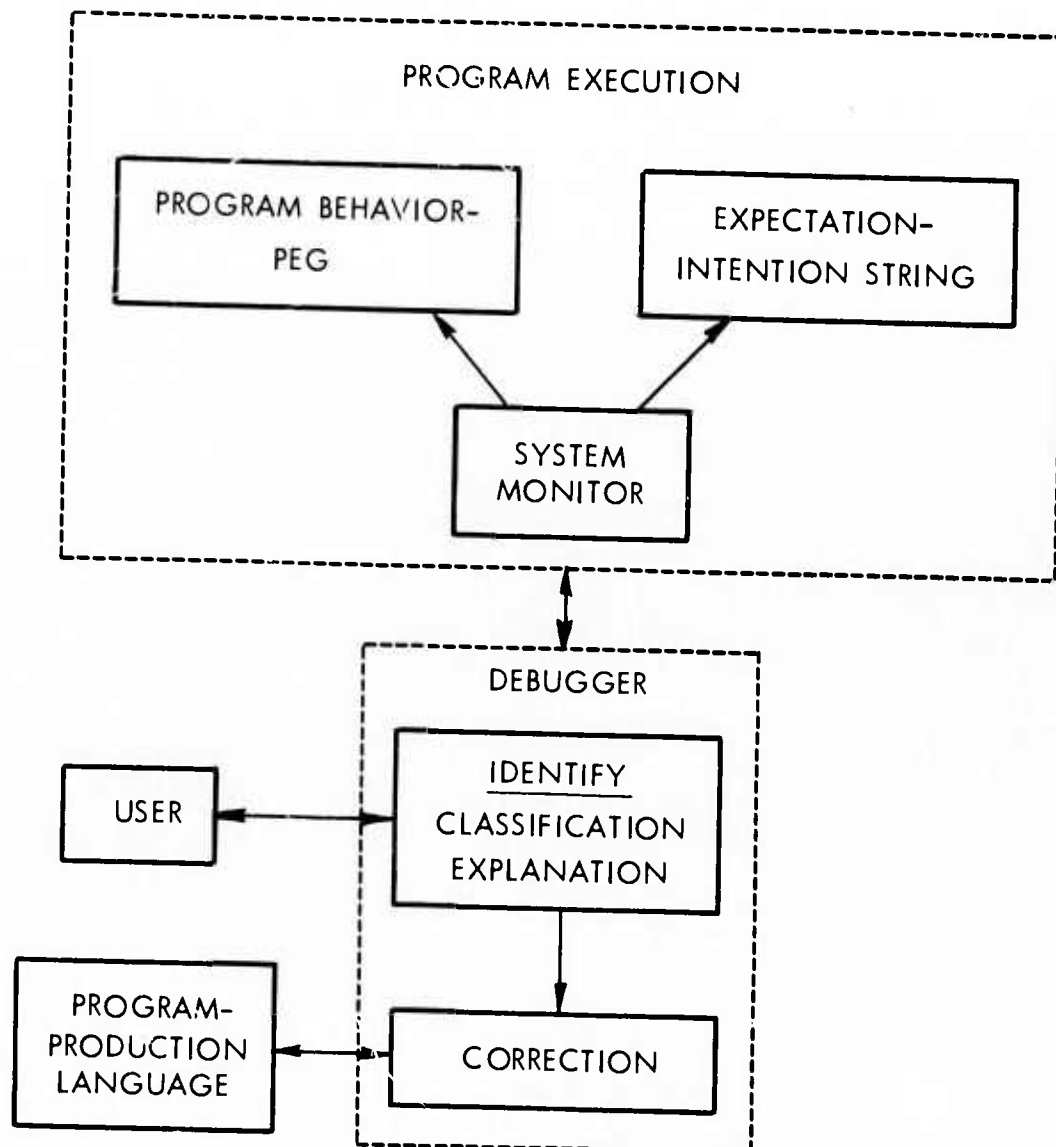 PROGRAM EXECUTION
PROGRAM BEHAVIOR-
PEG
EXPECTATION-
INTENTION STRING
SYSTEM
MONITOR
DEBUGGER
IDENTIFY
CLASSIFICATION
EXPLANATION
USER
PROGRAM-
PRODUCTION
LANGUAGE
CORRECTION